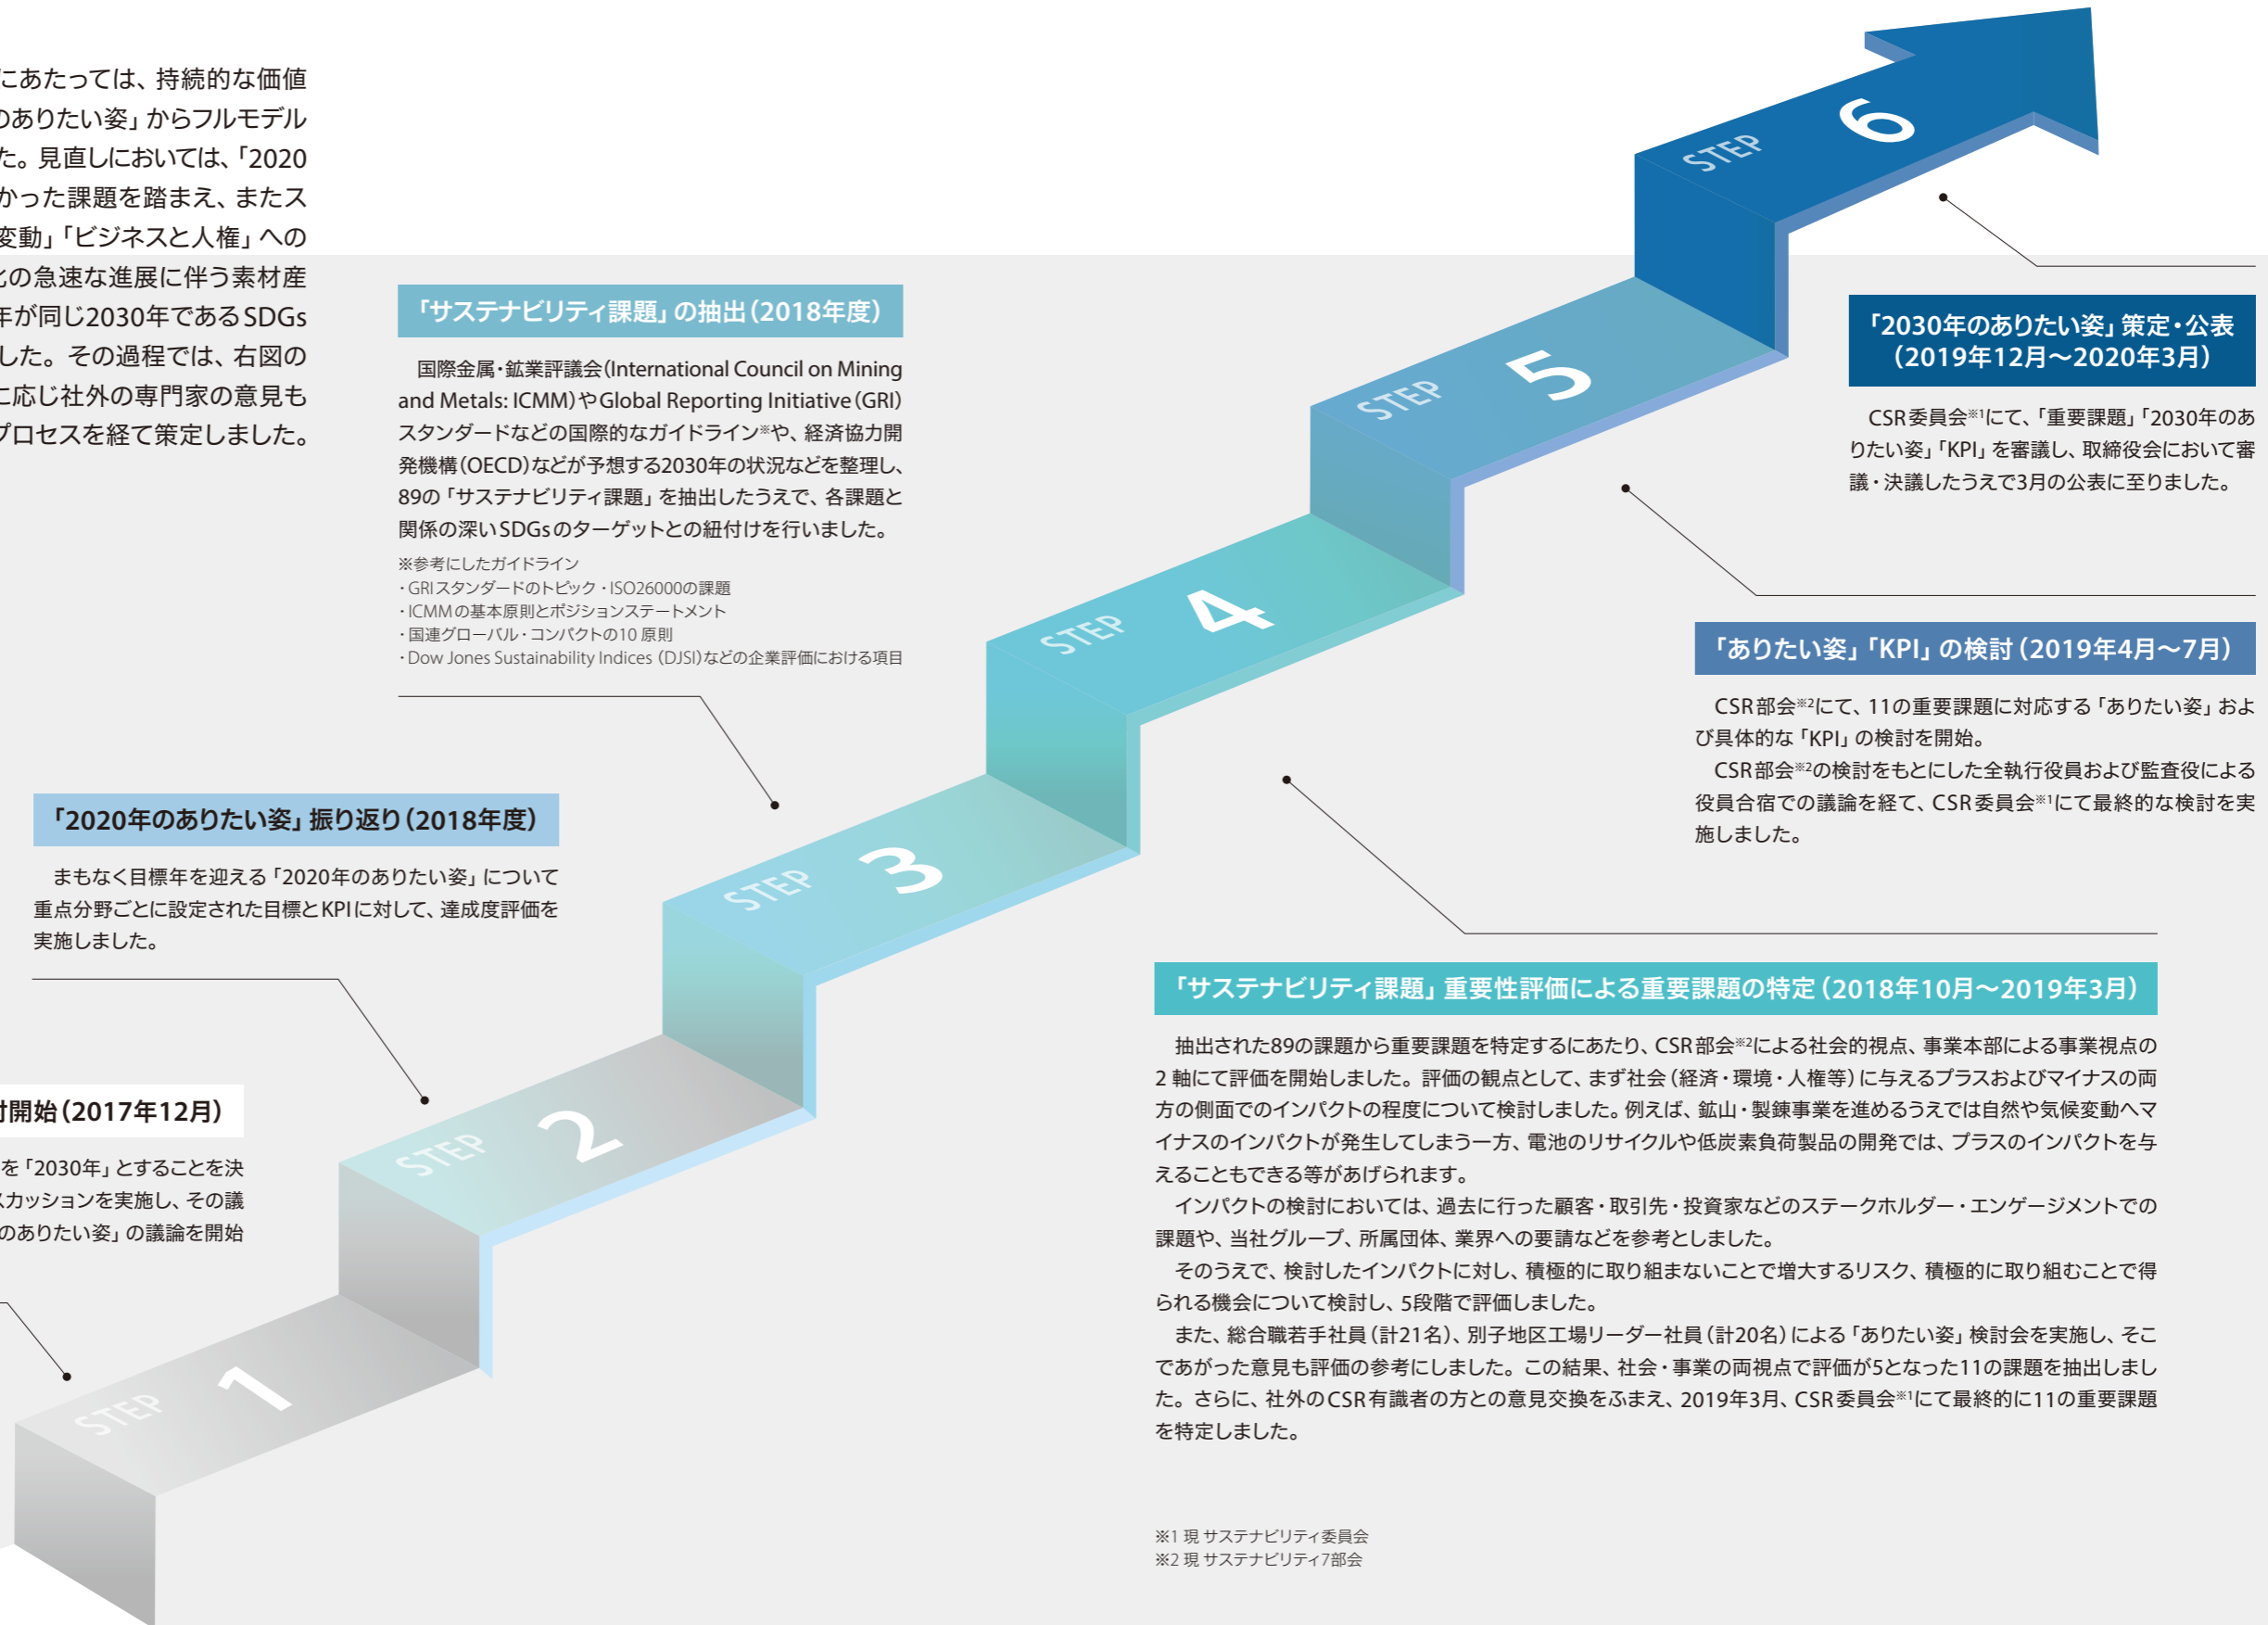 にあたっては、持続的な価値
のありたい姿」からフルモデル
た。見直しにおいては、「2020
かった課題を踏まえ、またス
変動」「ビジネスと人権」への
化の急速な進展に伴う素材産
年が同じ2030年であるSDGs
した。その過程では、右図の
に応じ社外の専門家の意見も
プロセスを経て策定しました。
討開始(2017年12月)
を「2030年」とすることを決
スカッションを実施し、その議
のありたい姿」の議論を開始
STEP 1
「2020年のありたい姿」振り返り(2018年度)
まもなく目標年を迎える「2020年のありたい姿」について
重点分野ごとに設定された目標とKPIに対して、達成度評価を
実施しました。
STEP 2
「サステナビリティ課題」の抽出(2018年度)
国際金属・鉱業評議会(International Council on Mining
and Metals: ICMM)やGlobal Reporting Initiative(GRI)
スタンダードなどの国際的なガイドライン※や、経済協力開
発機構(OECD)などが予想する2030年の状況などを整理し、
89の「サステナビリティ課題」を抽出したうえで、各課題と
関係の深いSDGsのターゲットとの紐付けを行いました。
※参考にしたガイドライン
・GRIスタンダードのトピック・ISO26000の課題
・ICMMの基本原則とポジションステートメント
・国連グローバル・コンパクトの10 原則
・Dow Jones Sustainability Indices (DJSI)などの企業評価における項目
STEP 3
「サステナビリティ課題」重要性評価による重要課題の特定(2018年10月〜2019年3月)
抽出された89の課題から重要課題を特定するにあたり、CSR部会※2による社会的視点、事業本部による事業視点の
2 軸にて評価を開始しました。評価の観点として、まず社会(経済・環境・人権等)に与えるプラスおよびマイナスの両
方の側面でのインパクトの程度について検討しました。例えば、鉱山・製錬事業を進めるうえでは自然や気候変動へマ
イナスのインパクトが発生してしまう一方、電池のリサイクルや低炭素負荷製品の開発では、プラスのインパクトを与
えることもできる等があげられます。
インパクトの検討においては、過去に行った顧客・取引先・投資家などのステークホルダー・エンゲージメントでの
課題や、当社グループ、所属団体、業界への要請などを参考としました。
そのうえで、検討したインパクトに対し、積極的に取り組まないことで増大するリスク、積極的に取り組むことで得
られる機会について検討し、5段階で評価しました。
また、総合職若手社員(計21名)、別子地区工場リーダー社員(計20名)による「ありたい姿」検討会を実施し、そこ
であがった意見も評価の参考にしました。この結果、社会・事業の両視点で評価が5となった11の課題を抽出しまし
た。さらに、社外のCSR有識者の方との意見交換をふまえ、2019年3月、CSR委員会※1にて最終的に11の重要課題
を特定しました。
STEP 4
「ありたい姿」「KPI」の検討(2019年4月〜7月)
CSR部会※2にて、11の重要課題に対応する「ありたい姿」およ
び具体的な「KPI」の検討を開始。
CSR部会※2の検討をもとにした全執行役員および監査役による
役員合宿での議論を経て、CSR委員会※1にて最終的な検討を実
施しました。
STEP 5
「2030年のありたい姿」策定・公表
(2019年12月〜2020年3月)
CSR委員会※1にて、「重要課題」「2030年のあ
りたい姿」「KPI」を審議し、取締役会において審
議・決議したうえで3月の公表に至りました。
STEP 6
※1 現 サステナビリティ委員会
※2 現 サステナビリティ7部会